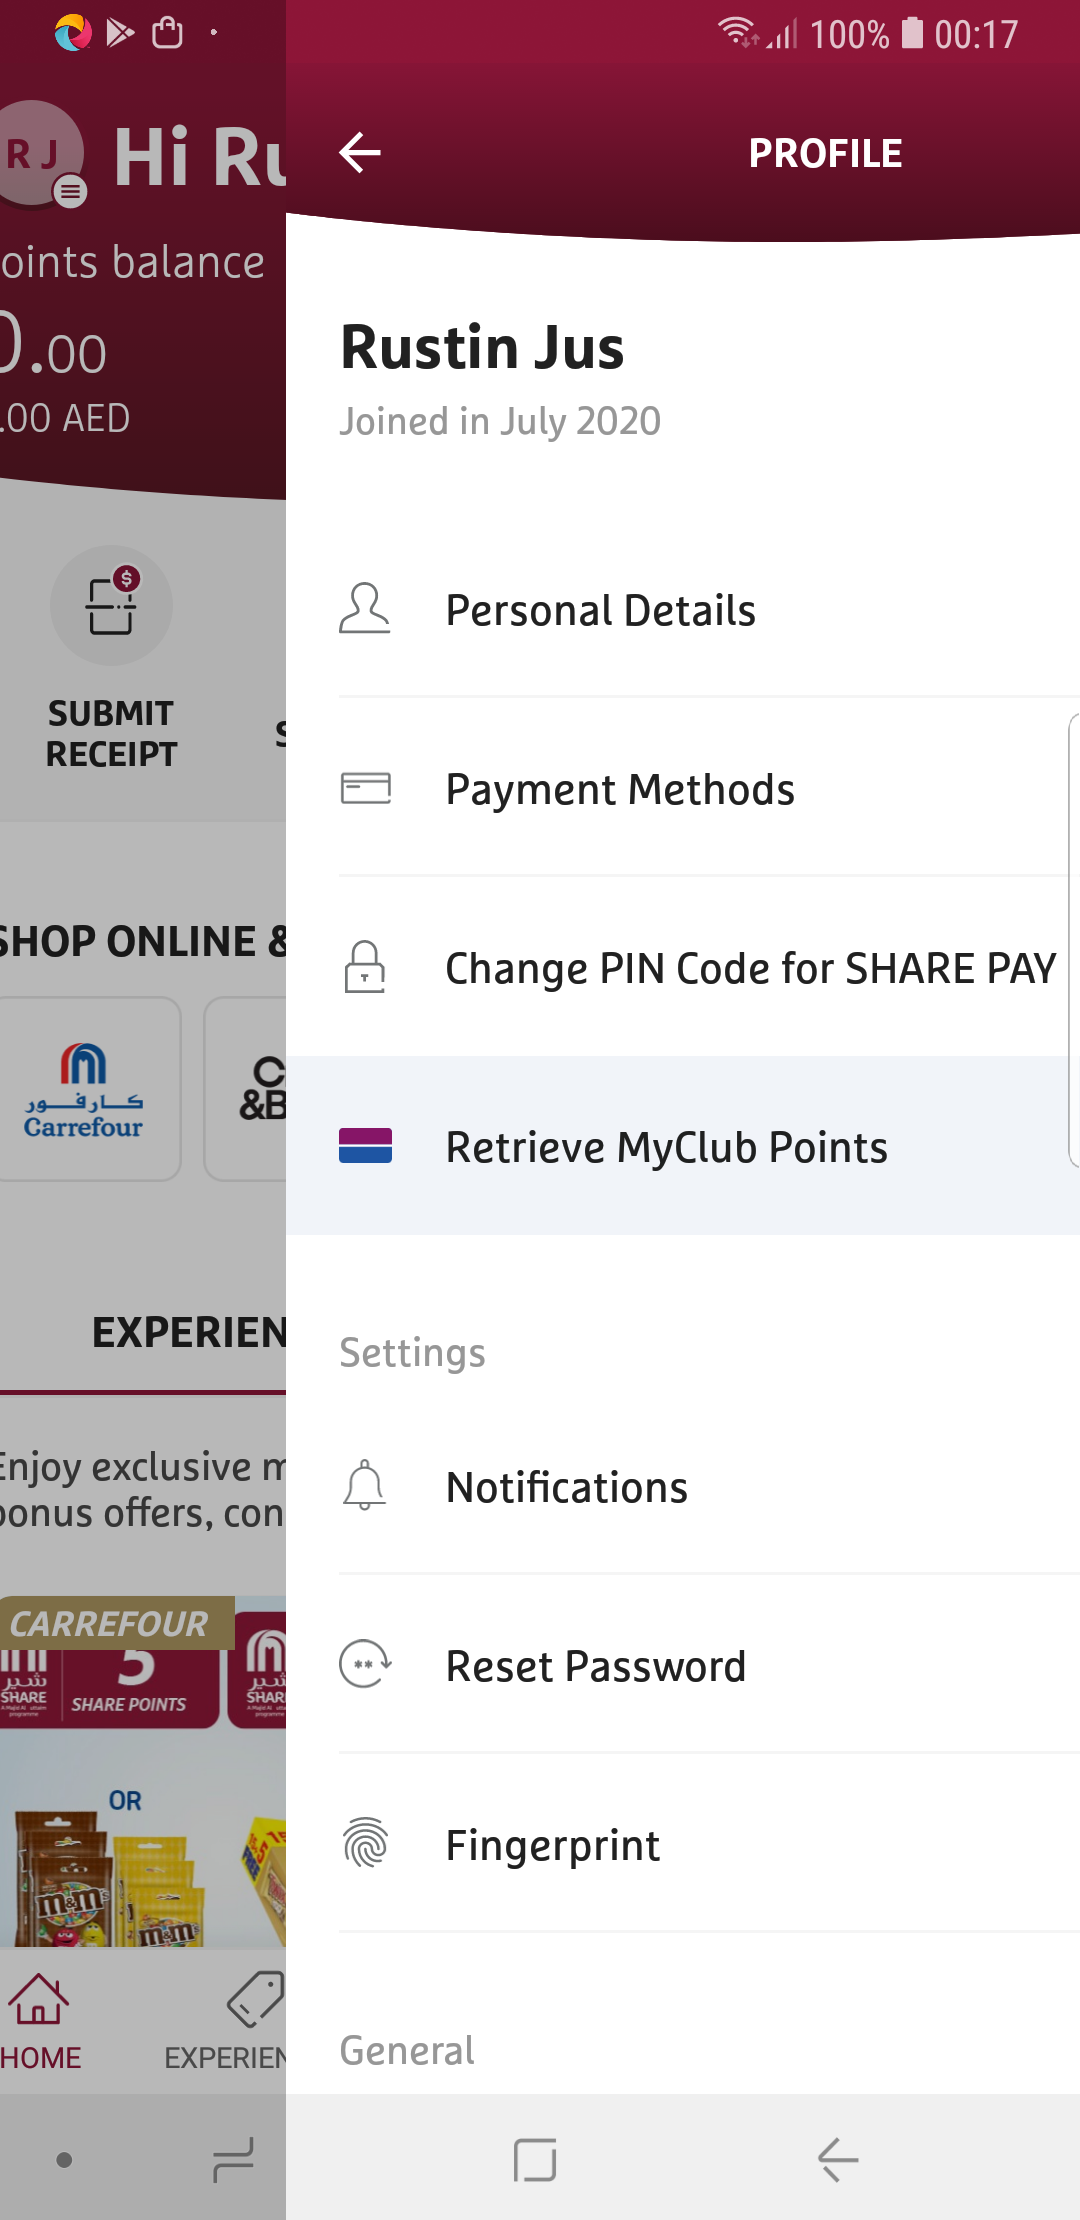 100% 00:17
R J
Hi Ru
PROFILE
oints balance
0.00
.00 AED
Rustin Jus
Joined in July 2020
Personal Details
SUBMIT
RECEIPT
S
Payment Methods
SHOP ONLINE &
Change PIN Code for SHARE PAY
كارفور
Carrefour
C
&B
Retrieve MyClub Points
EXPERIEN
Settings
Enjoy exclusive m
bonus offers, con
Notifications
CARREFOUR
5
شير
SHARE
SHARE POINTS
شير
SHAR
Reset Password
OR
m&m's
m&m's
FREE
Fingerprint
HOME
EXPERIEN
General